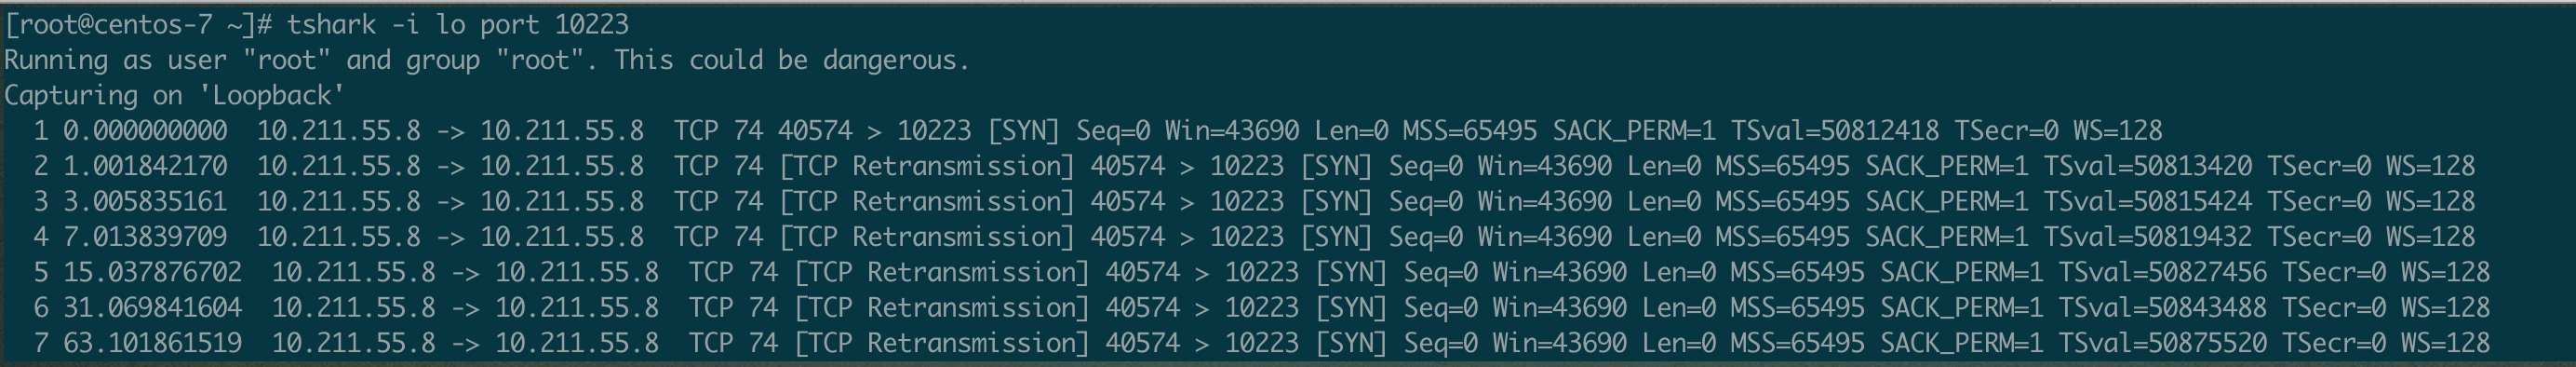 [root@centos-7 ~]# tshark -i lo port 10223
Running as user "root" and group "root". This could be dangerous.
Capturing on 'Loopback'
  1 0.000000000  10.211.55.8 -> 10.211.55.8  TCP 74 40574 > 10223 [SYN] Seq=0 Win=43690 Len=0 MSS=65495 SACK_PERM=1 TSval=50812418 TSecr=0 WS=128
  2 1.001842170  10.211.55.8 -> 10.211.55.8  TCP 74 [TCP Retransmission] 40574 > 10223 [SYN] Seq=0 Win=43690 Len=0 MSS=65495 SACK_PERM=1 TSval=50813420 TSecr=0 WS=128
  3 3.005835161  10.211.55.8 -> 10.211.55.8  TCP 74 [TCP Retransmission] 40574 > 10223 [SYN] Seq=0 Win=43690 Len=0 MSS=65495 SACK_PERM=1 TSval=50815424 TSecr=0 WS=128
  4 7.013839709  10.211.55.8 -> 10.211.55.8  TCP 74 [TCP Retransmission] 40574 > 10223 [SYN] Seq=0 Win=43690 Len=0 MSS=65495 SACK_PERM=1 TSval=50819432 TSecr=0 WS=128
  5 15.037876702  10.211.55.8 -> 10.211.55.8  TCP 74 [TCP Retransmission] 40574 > 10223 [SYN] Seq=0 Win=43690 Len=0 MSS=65495 SACK_PERM=1 TSval=50827456 TSecr=0 WS=128
  6 31.069841604  10.211.55.8 -> 10.211.55.8  TCP 74 [TCP Retransmission] 40574 > 10223 [SYN] Seq=0 Win=43690 Len=0 MSS=65495 SACK_PERM=1 TSval=50843488 TSecr=0 WS=128
  7 63.101861519  10.211.55.8 -> 10.211.55.8  TCP 74 [TCP Retransmission] 40574 > 10223 [SYN] Seq=0 Win=43690 Len=0 MSS=65495 SACK_PERM=1 TSval=50875520 TSecr=0 WS=128